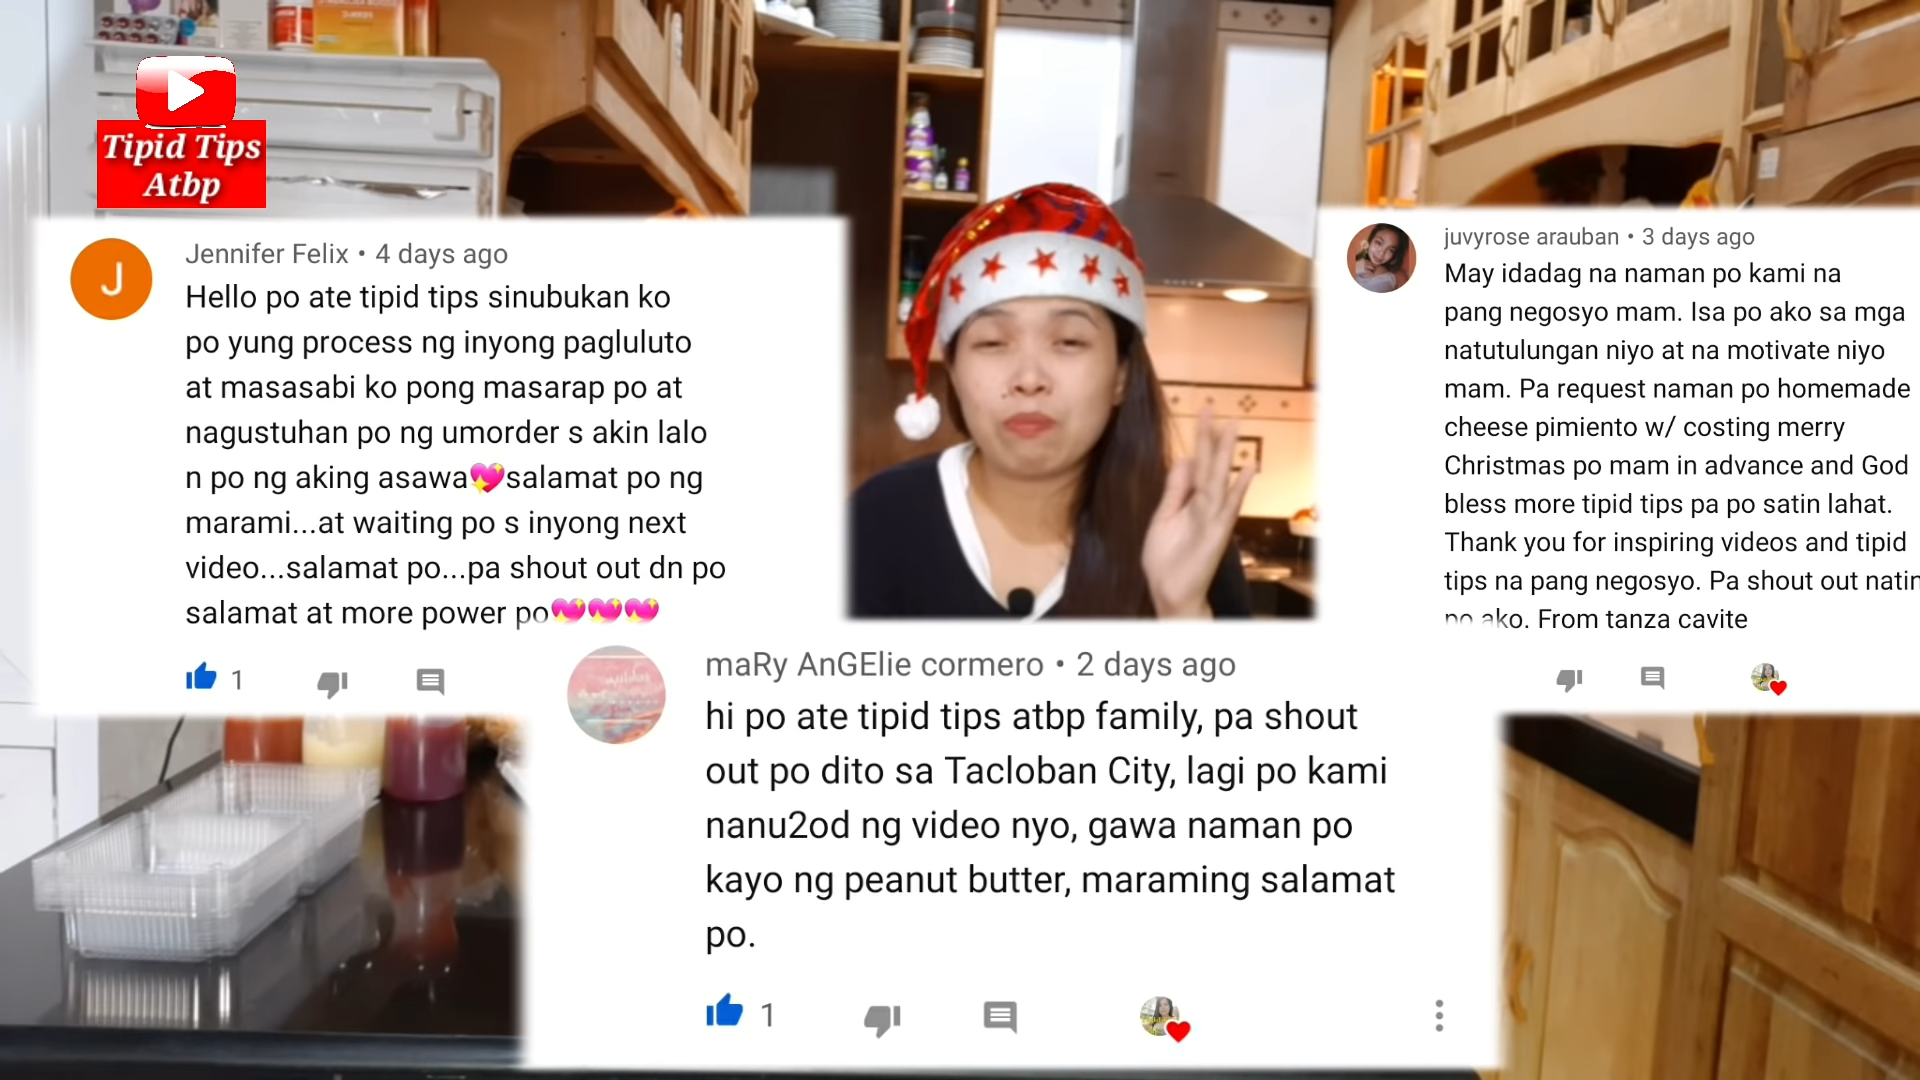 Tipid Tips
Atbp
Jennifer Felix • 4 days ago
Hello po ate tipid tips sinubukan ko
po yung process ng inyong pagluluto
at masasabi ko pong masarap po at
nagustuhan po ng umorder s akin lalo
n po ng aking asawa💖salamat po ng
marami...at waiting po s inyong next
video...salamat po...pa shout out dn po
salamat at more power po💖💖💖
1
juvyrose arauban • 3 days ago
May idadag na naman po kami na
pang negosyo mam. Isa po ako sa mga
natutulungan niyo at na motivate niyo
mam. Pa request naman po homemade
cheese pimiento w/ costing merry
Christmas po mam in advance and God
bless more tipid tips pa po satin lahat.
Thank you for inspiring videos and tipid
tips na pang negosyo. Pa shout out natin
po ako. From tanza cavite
maRy AnGElie cormero • 2 days ago
hi po ate tipid tips atbp family, pa shout
out po dito sa Tacloban City, lagi po kami
nanu2od ng video nyo, gawa naman po
kayo ng peanut butter, maraming salamat
po.
1